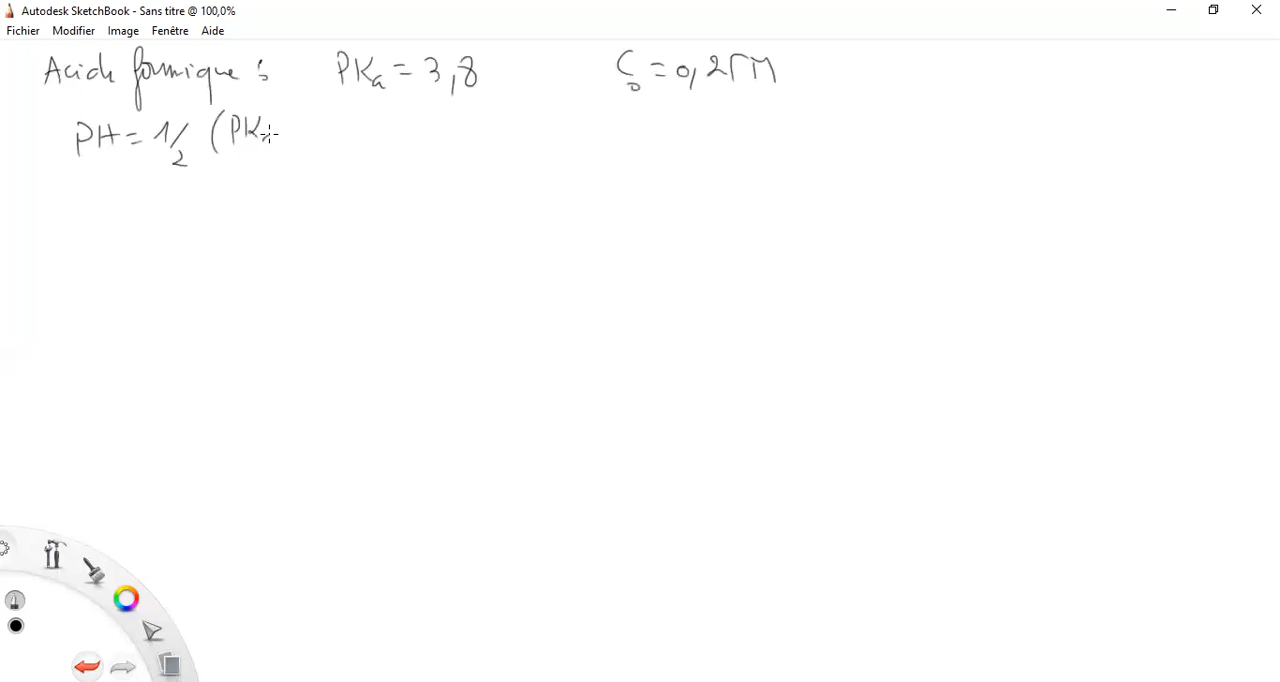 Autodesk SketchBook - Sans titre @ 100,0%
Fichier Modifier Image Fenêtre Aide
Acide formique : PKa = 3,8 C0 = 0,2 M
PH = 1/2 (PK